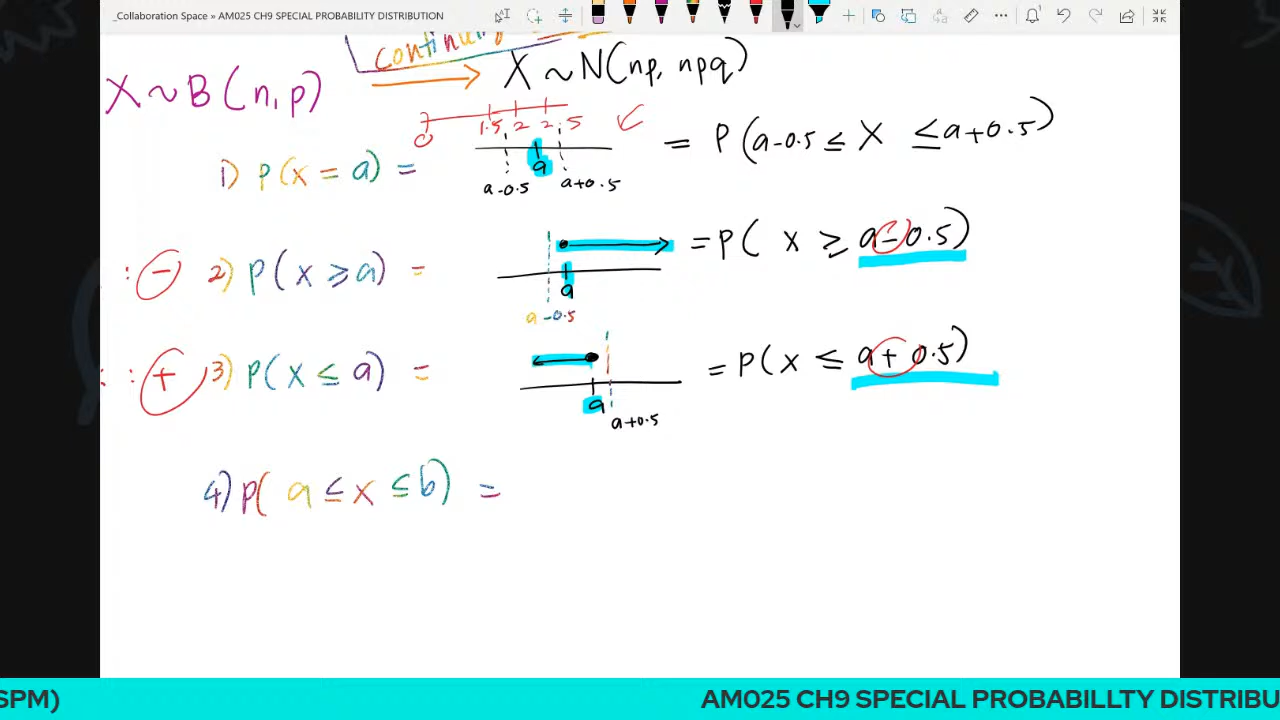 _Collaboration Space » AM025 CH9 SPECIAL PROBABILITY DISTRIBUTION
X ~ B(n, p) X ~ N(np, npq)
0 1.5 2 2.5
1) P(x = a) = a a-0.5 a+0.5 = P(a-0.5 ≤ X ≤ a+0.5)
: - 2) P(x ≥ a) = a a-0.5 = P( x ≥ a-0.5)
: : + 3) P(x ≤ a) = a a+0.5 = P(x ≤ a+0.5)
4) P( a ≤ x ≤ b) =
SPM) AM025 CH9 SPECIAL PROBABILLTY DISTRIBU